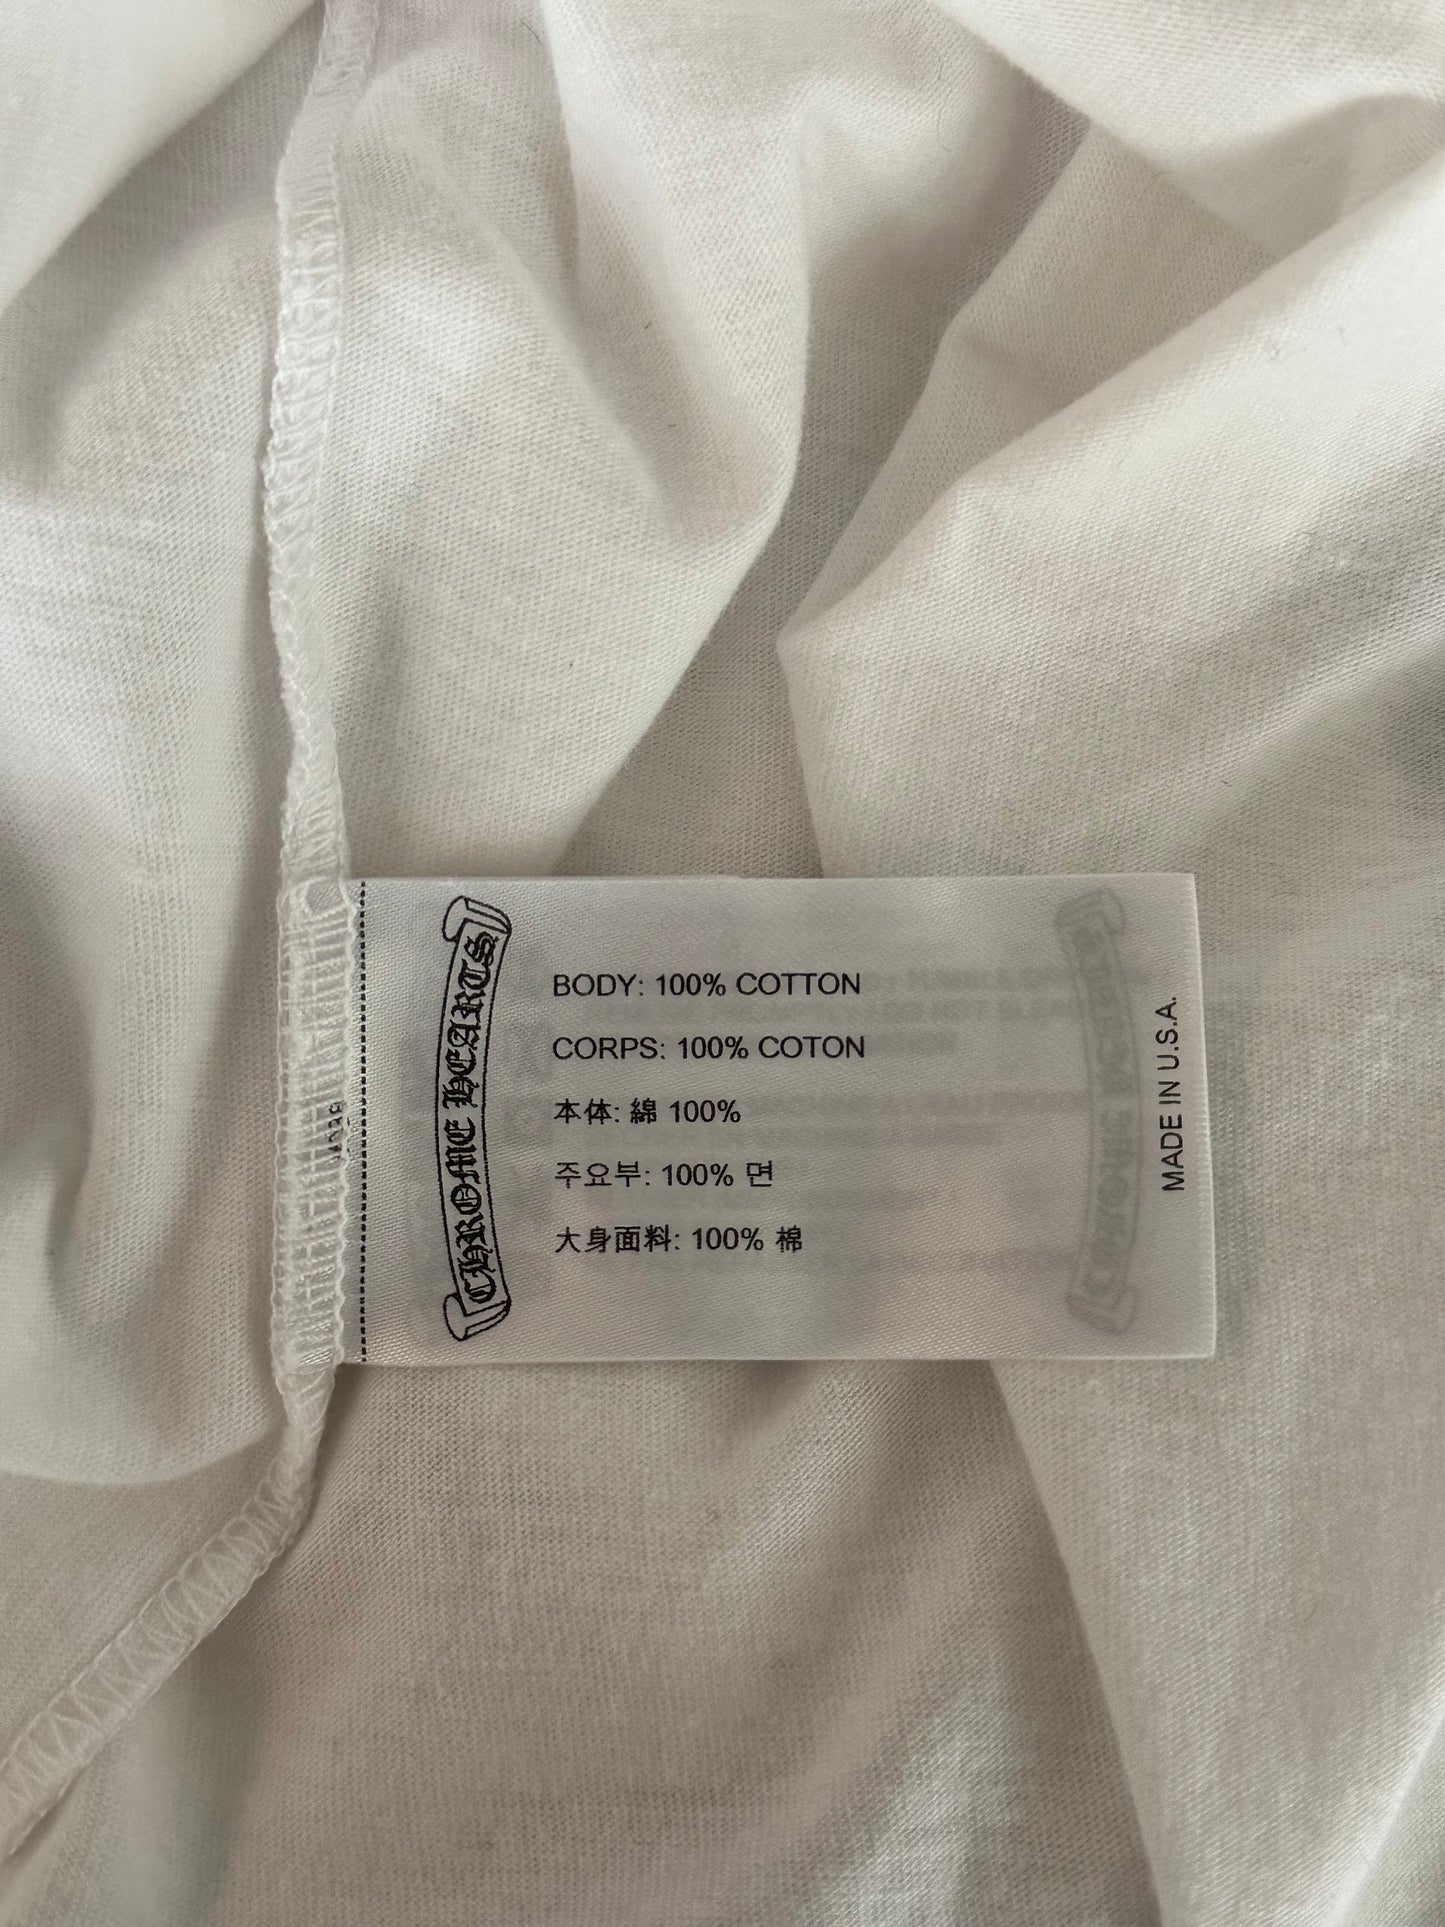 CHROME HEARTS
BODY: 100% COTTON
CORPS: 100% COTON
本体: 綿 100%
주요부: 100% 면
大身面料: 100% 棉
MADE IN U.S.A.